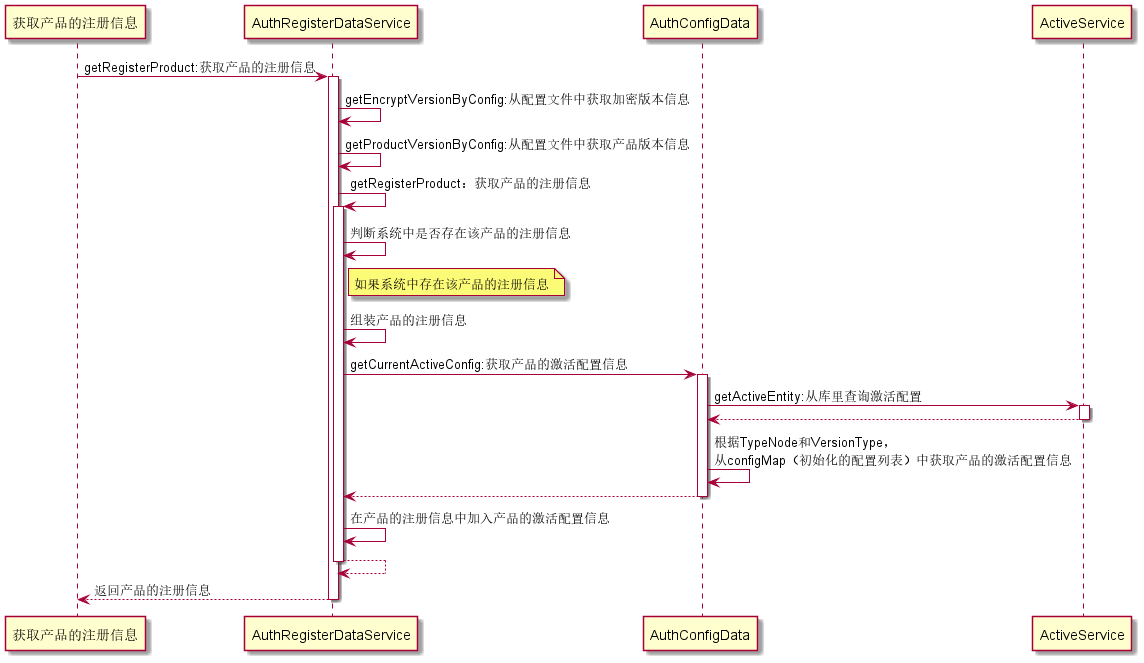 获取产品的注册信息
AuthRegisterDataService
AuthConfigData
ActiveService
getRegisterProduct:获取产品的注册信息
getEncryptVersionByConfig:从配置文件中获取加密版本信息
getProductVersionByConfig:从配置文件中获取产品版本信息
getRegisterProduct：获取产品的注册信息
判断系统中是否存在该产品的注册信息
如果系统中存在该产品的注册信息
组装产品的注册信息
getCurrentActiveConfig:获取产品的激活配置信息
getActiveEntity:从库里查询激活配置
根据TypeNode和VersionType，
从configMap（初始化的配置列表）中获取产品的激活配置信息
在产品的注册信息中加入产品的激活配置信息
返回产品的注册信息
获取产品的注册信息
AuthRegisterDataService
AuthConfigData
ActiveService